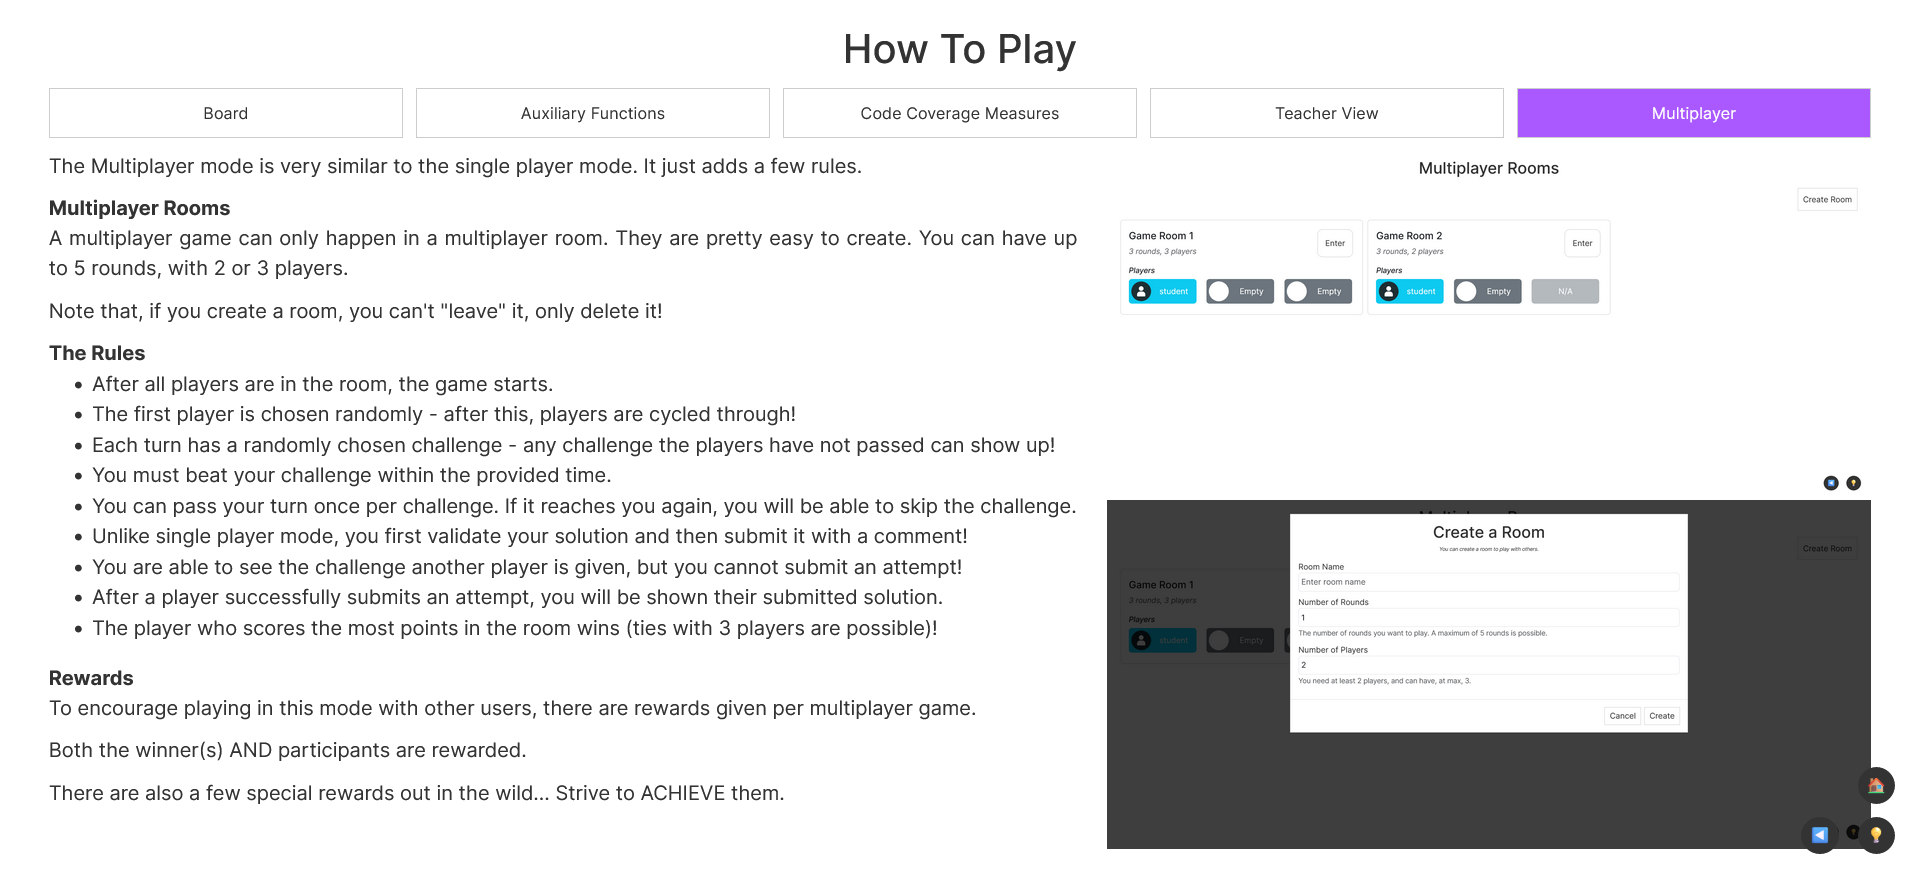 How To Play
Board
Auxiliary Functions
Code Coverage Measures
Teacher View
Multiplayer
The Multiplayer mode is very similar to the single player mode. It just adds a few rules.
Multiplayer Rooms
A multiplayer game can only happen in a multiplayer room. They are pretty easy to create. You can have up
to 5 rounds, with 2 or 3 players.
Note that, if you create a room, you can't "leave" it, only delete it!
The Rules
• After all players are in the room, the game starts.
• The first player is chosen randomly - after this, players are cycled through!
• Each turn has a randomly chosen challenge - any challenge the players have not passed can show up!
• You must beat your challenge within the provided time.
• You can pass your turn once per challenge. If it reaches you again, you will be able to skip the challenge.
• Unlike single player mode, you first validate your solution and then submit it with a comment!
• You are able to see the challenge another player is given, but you cannot submit an attempt!
• After a player successfully submits an attempt, you will be shown their submitted solution.
• The player who scores the most points in the room wins (ties with 3 players are possible)!
Rewards
To encourage playing in this mode with other users, there are rewards given per multiplayer game.
Both the winner(s) AND participants are rewarded.
There are also a few special rewards out in the wild... Strive to ACHIEVE them.
Multiplayer Rooms
Create Room
Game Room 1
Enter
3 rounds, 3 players
Players
student
Empty
Empty
Game Room 2
Enter
3 rounds, 2 players
Players
student
Empty
N/A
Create Room
Game Room 1
3 rounds, 3 players
Players
student
Empty
Create a Room
You can create a room to play with others.
Room Name
Enter room name
Number of Rounds
1
The number of rounds you want to play. A maximum of 5 rounds is possible.
Number of Players
2
You need at least 2 players, and can have, at max, 3.
Cancel
Create